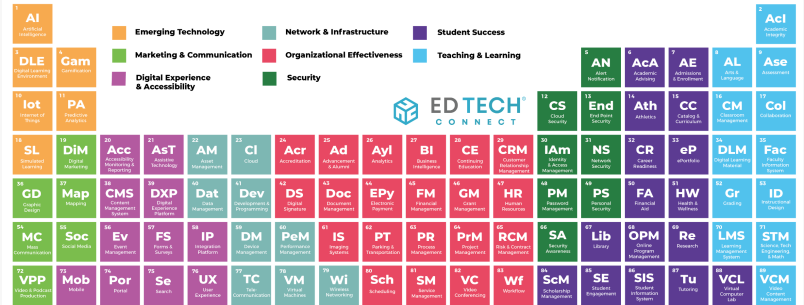 1
AI
Artificial
Intelligence
2
AcI
Academic
Integrity
Emerging Technology
Network & Infrastructure
Student Success
Marketing & Communication
Organizational Effectiveness
Teaching & Learning
Digital Experience
& Accessibility
Security
3
DLE
Digital Learning
Environment
4
Gam
Gamification
5
AN
Alert
Notification
6
AcA
Academic
Advising
7
AE
Admissions
& Enrollment
8
AL
Arts &
Language
9
Ase
Assessment
10
Iot
Internet of
Things
11
PA
Predictive
Analytics
ED TECH®
CONNECT
12
CS
Cloud
Security
13
End
End Point
Security
14
Ath
Athletics
15
CC
Catalog &
Curriculum
16
CM
Classroom
Management
17
Col
Collaboration
18
SL
Simulated
Learning
19
DiM
Digital
Marketing
20
Acc
Accessibility
Monitoring &
Reporting
21
AsT
Assistive
Technology
22
AM
Asset
Management
23
CI
Cloud
24
Acr
Accreditation
25
Ad
Advancement
& Alumni
26
Ayl
Analytics
27
BI
Business
Intelligence
28
CE
Continuing
Education
29
CRM
Customer
Relationship
Management
30
IAm
Identity
& Access
Management
31
NS
Network
Security
32
CR
Career
Readiness
33
eP
ePortfolio
34
DLM
Digital Learning
Material
35
Fac
Faculty
Information
System
36
GD
Graphic
Design
37
Map
Mapping
38
CMS
Content
Management
System
39
DXP
Digital
Experience
Platform
40
Dat
Data
Management
41
Dev
Development &
Programming
42
DS
Digital
Signature
43
Doc
Document
Management
44
EPy
Electronic
Payment
45
FM
Financial
Management
46
GM
Grant
Management
47
HR
Human
Resources
48
PM
Password
Management
49
PS
Personal
Security
50
FA
Financial
Aid
51
HW
Health &
Wellness
52
Gr
Grading
53
ID
Instructional
Design
54
MC
Mass
Communication
55
Soc
Social Media
56
Ev
Event
Management
57
FS
Forms &
Surveys
58
IP
Integration
Platform
59
DM
Device
Management
60
PeM
Performance
Management
61
IS
Imaging
Systems
62
PT
Parking &
Transportation
63
PR
Process
Management
64
PrM
Project
Management
65
RCM
Risk & Contract
Management
66
SA
Security
Awareness
67
Lib
Library
68
OPM
Online
Program
Management
69
Re
Research
70
LMS
Learning
Management
System
71
STM
Science, Tech
Engineering
& Math
72
VPP
Video & Podcast
Production
73
Mob
Mobile
74
Por
Portal
75
Se
Search
76
UX
User
Experience
77
TC
Tele-
Communication
78
VM
Virtual
Machines
79
Wi
Wireless
Networking
80
Sch
Scheduling
81
SM
Service
Management
82
VC
Video
Conferencing
83
Wf
Workflow
84
ScM
Scholarship
Management
85
SE
Student
Engagement
86
SIS
Student
Information
System
87
Tu
Tutoring
88
VCL
Virtual
Computer
Lab
89
VCM
Video Content
Management